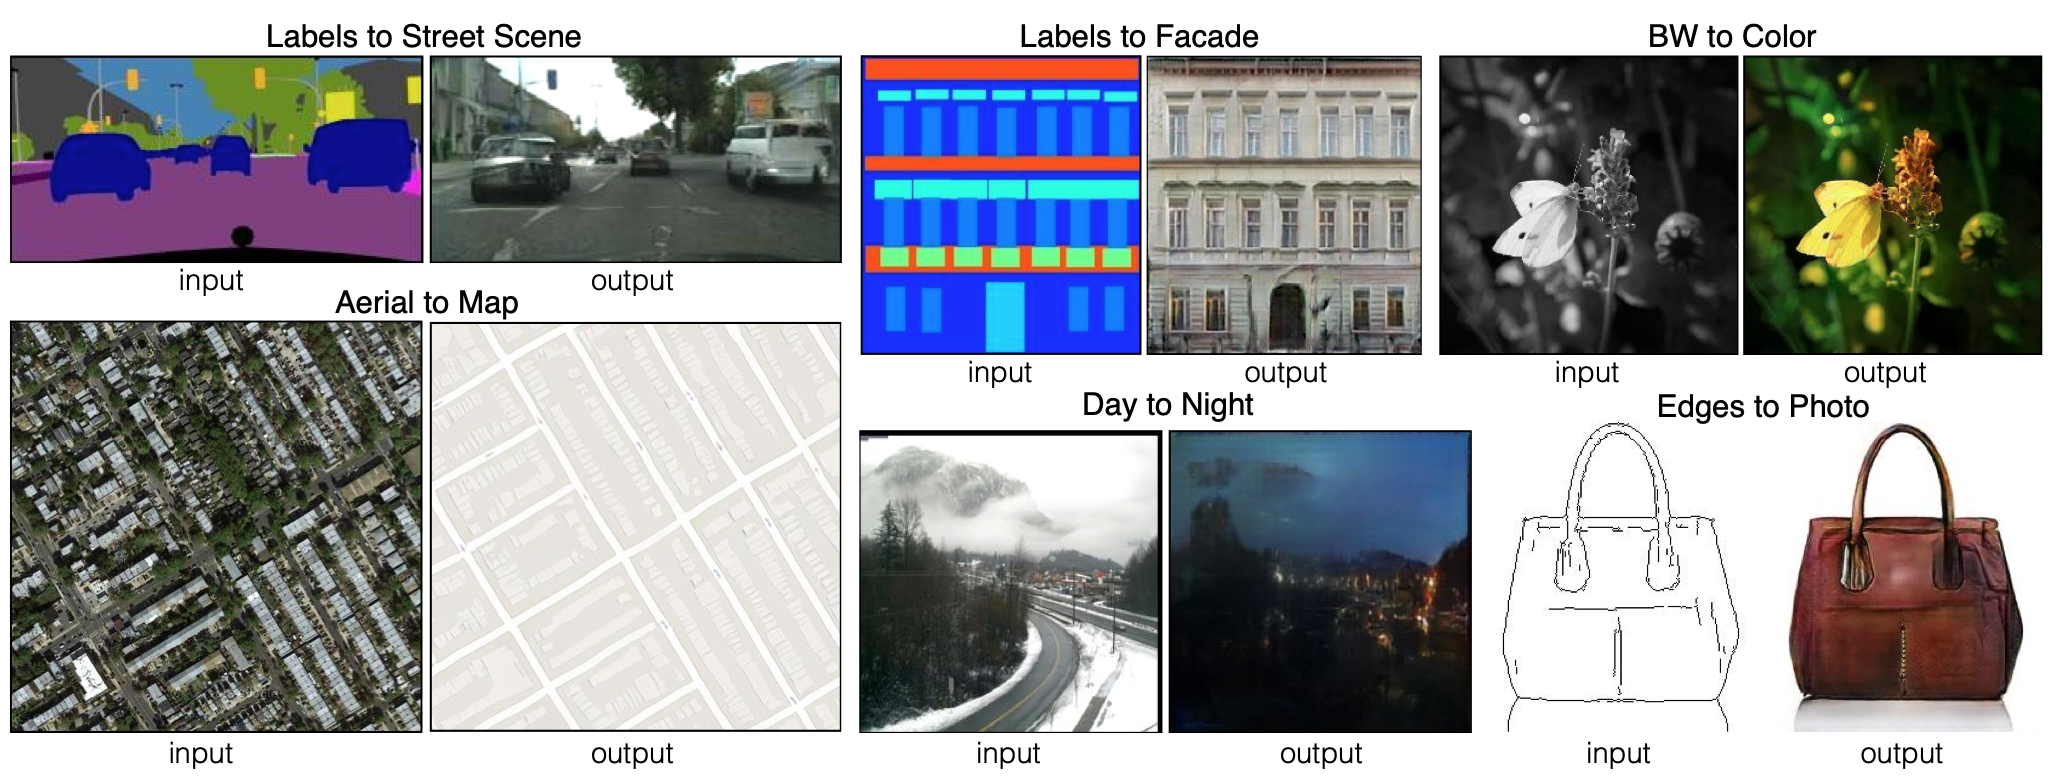 Labels to Street Scene
input
output
Aerial to Map
input
output
Labels to Facade
input
output
BW to Color
input
output
Day to Night
input
output
Edges to Photo
input
output